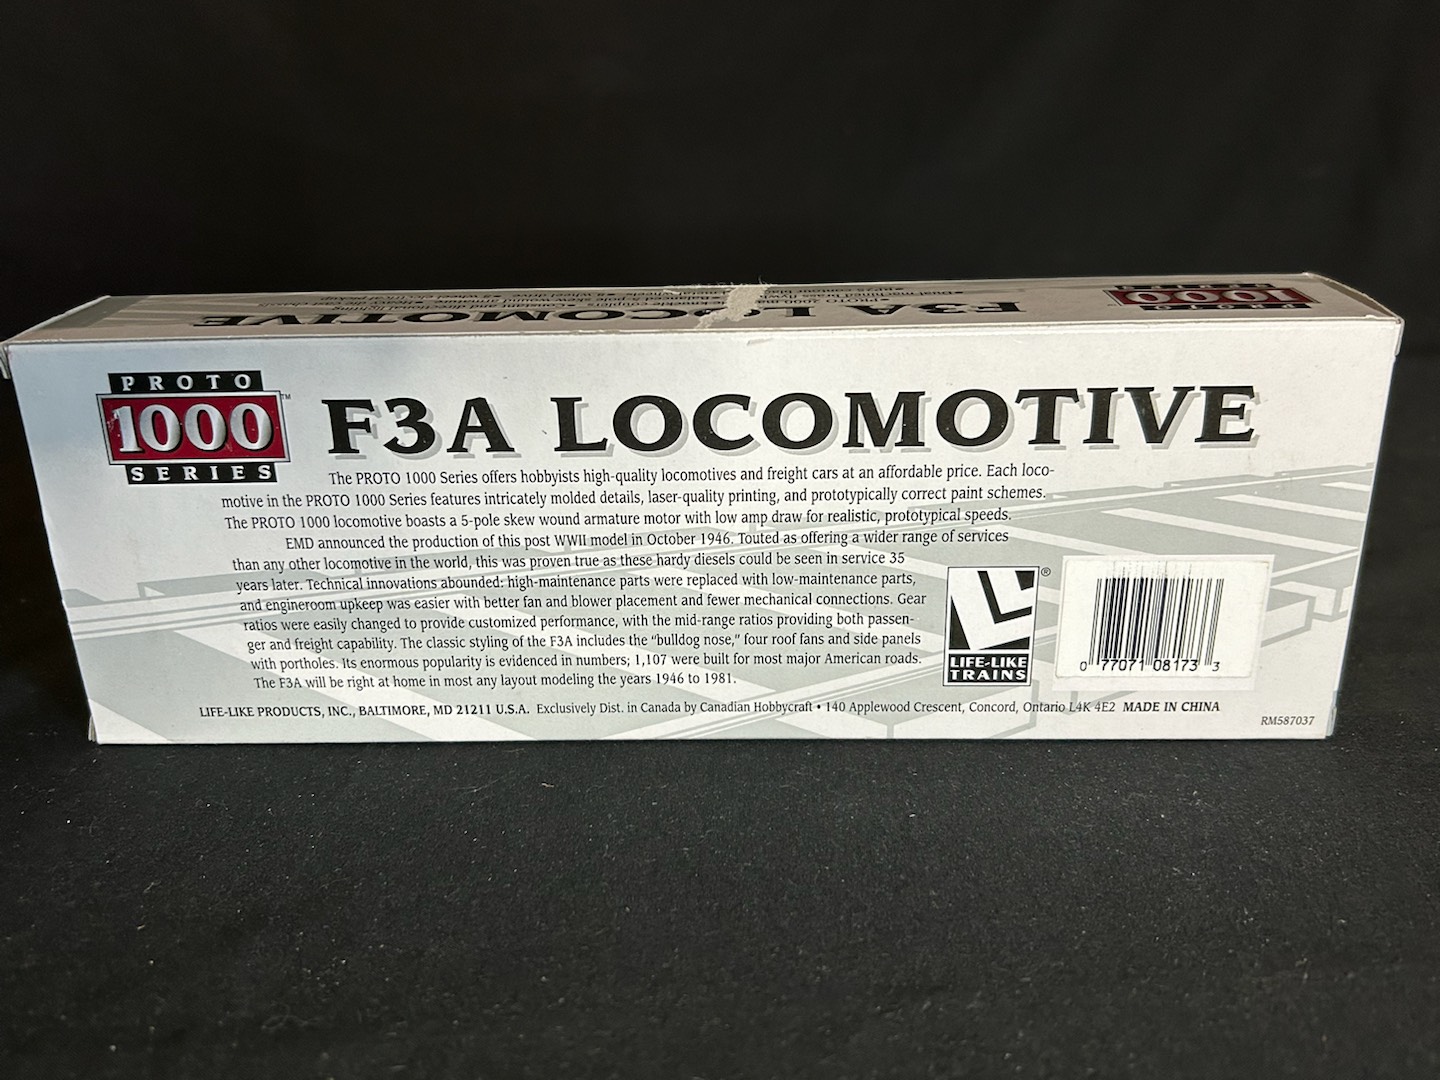 F3A LOCOMOTIVE
PROTO
1000
PROTO
1000
SERIES
™
F3A LOCOMOTIVE
The PROTO 1000 Series offers hobbyists high-quality locomotives and freight cars at an affordable price. Each loco-
motive in the PROTO 1000 Series features intricately molded details, laser-quality printing, and prototypically correct paint schemes.
The PROTO 1000 locomotive boasts a 5-pole skew wound armature motor with low amp draw for realistic, prototypical speeds.
EMD announced the production of this post WWII model in October 1946. Touted as offering a wider range of services
than any other locomotive in the world, this was proven true as these hardy diesels could be seen in service 35
years later. Technical innovations abounded: high-maintenance parts were replaced with low-maintenance parts,
and engineroom upkeep was easier with better fan and blower placement and fewer mechanical connections. Gear
ratios were easily changed to provide customized performance, with the mid-range ratios providing both passen-
ger and freight capability. The classic styling of the F3A includes the “bulldog nose,” four roof fans and side panels
with portholes. Its enormous popularity is evidenced in numbers; 1,107 were built for most major American roads.
The F3A will be right at home in most any layout modeling the years 1946 to 1981.
®
LIFE-LIKE
TRAINS
0 77071 08173 3
LIFE-LIKE PRODUCTS, INC., BALTIMORE, MD 21211 U.S.A. Exclusively Dist. in Canada by Canadian Hobbycraft • 140 Applewood Crescent, Concord, Ontario L4K 4E2 MADE IN CHINA
RM587037